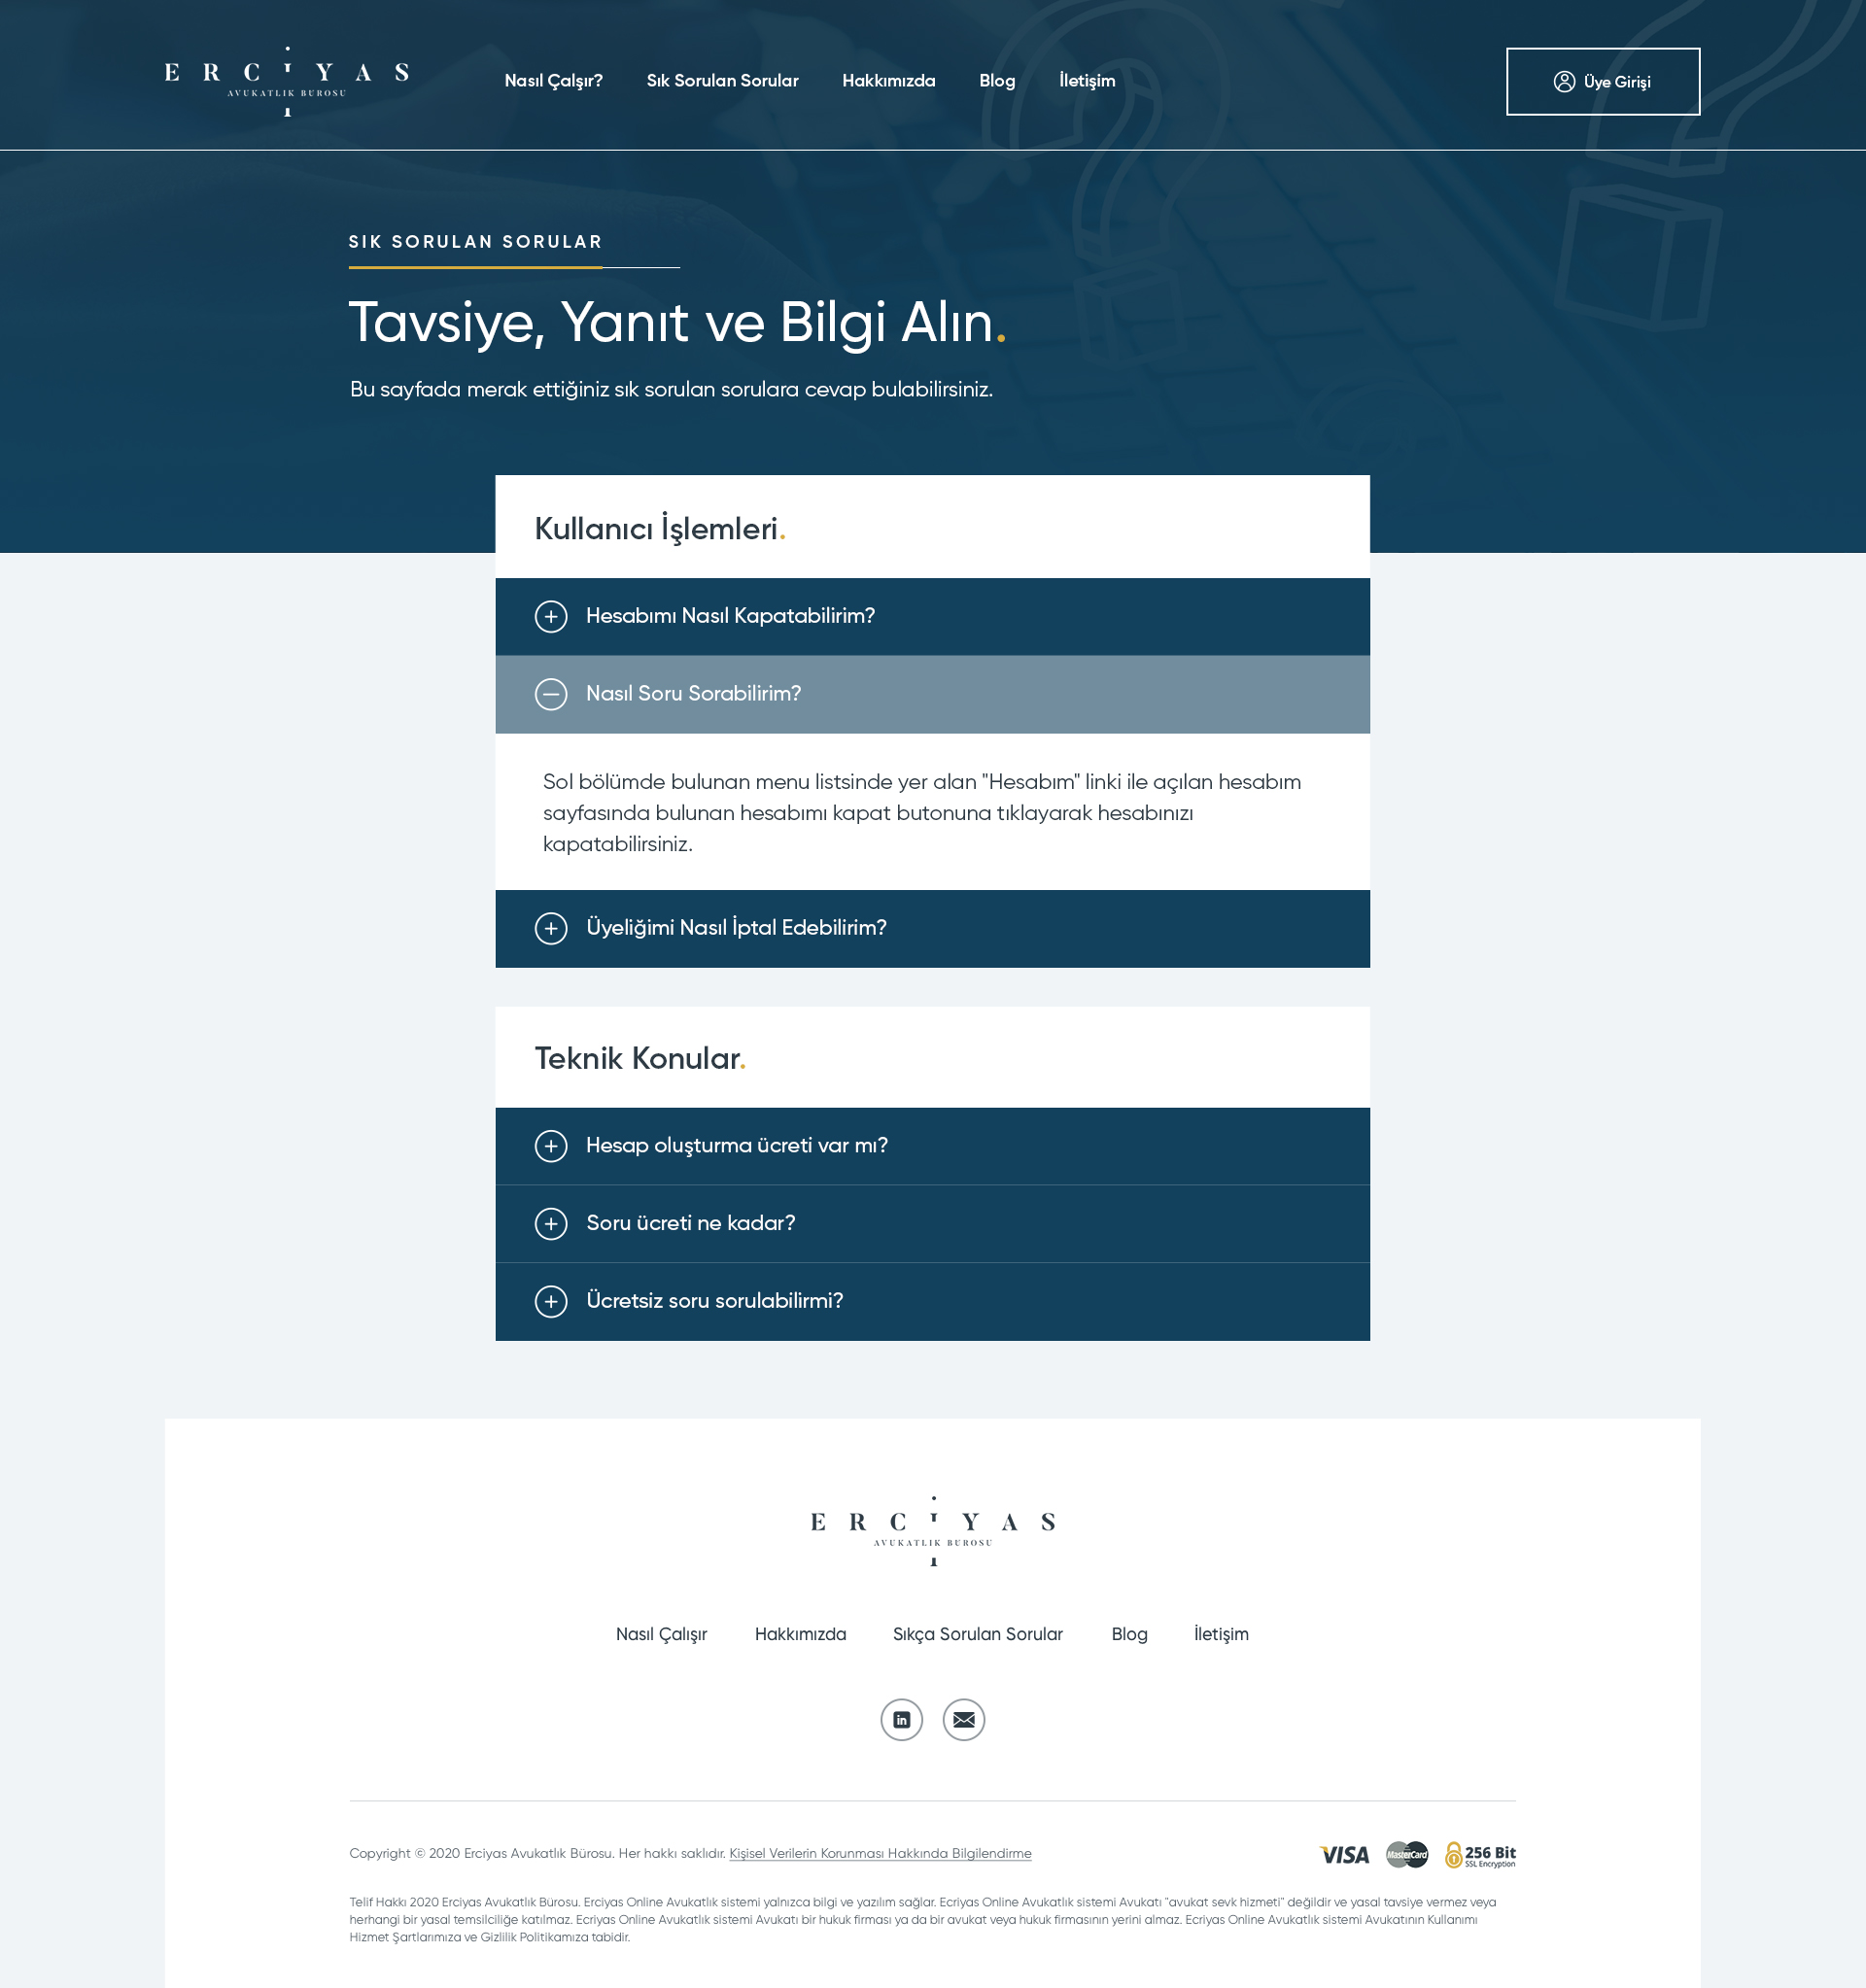 ERCIYAS
AVUKATLIK BUROSU
Nasıl Çalşır?
Sık Sorulan Sorular
Hakkımızda
Blog
İletişim
Üye Girişi
SIK SORULAN SORULAR
Tavsiye, Yanıt ve Bilgi Alın.
Bu sayfada merak ettiğiniz sık sorulan sorulara cevap bulabilirsiniz.
Kullanıcı İşlemleri.
Hesabımı Nasıl Kapatabilirim?
Nasıl Soru Sorabilirim?
Sol bölümde bulunan menu listsinde yer alan "Hesabım" linki ile açılan hesabım
sayfasında bulunan hesabımı kapat butonuna tıklayarak hesabınızı
kapatabilirsiniz.
Üyeliğimi Nasıl İptal Edebilirim?
Teknik Konular.
Hesap oluşturma ücreti var mı?
Soru ücreti ne kadar?
Ücretsiz soru sorulabilirmi?
ERCIYAS
AVUKATLIK BUROSU
Nasıl Çalışır
Hakkımızda
Sıkça Sorulan Sorular
Blog
İletişim
in
Copyright © 2020 Erciyas Avukatlık Bürosu. Her hakkı saklıdır. Kişisel Verilerin Korunması Hakkında Bilgilendirme
VISA
MasterCard
256 Bit
SSL Encryption
Telif Hakkı 2020 Erciyas Avukatlık Bürosu. Erciyas Online Avukatlık sistemi yalnızca bilgi ve yazılım sağlar. Ecriyas Online Avukatlık sistemi Avukatı "avukat sevk hizmeti" değildir ve yasal tavsiye vermez veya
herhangi bir yasal temsilciliğe katılmaz. Ecriyas Online Avukatlık sistemi Avukatı bir hukuk firması ya da bir avukat veya hukuk firmasının yerini almaz. Ecriyas Online Avukatlık sistemi Avukatının Kullanımı
Hizmet Şartlarımıza ve Gizlilik Politikamıza tabidir.